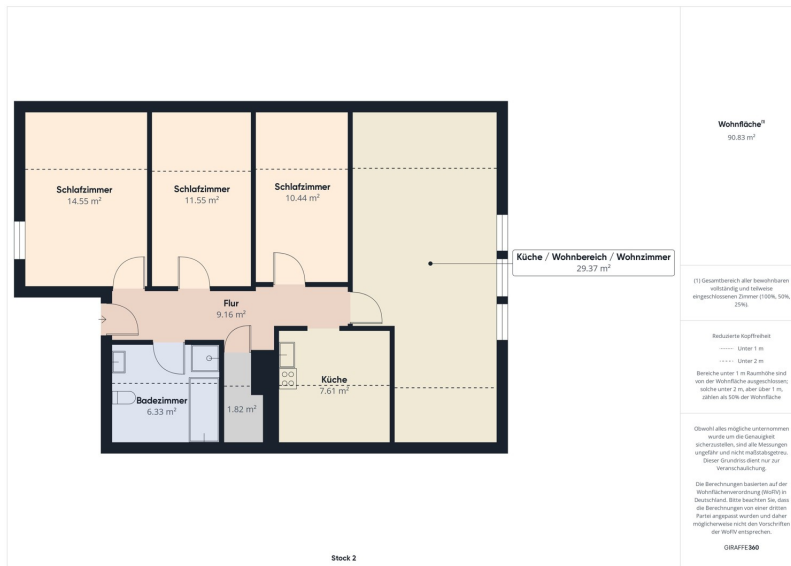 Schlafzimmer
14.55 m²
Schlafzimmer
11.55 m²
Schlafzimmer
10.44 m²
Küche / Wohnbereich / Wohnzimmer
29.37 m²
Flur
9.16 m²
Badezimmer
6.33 m²
1.82 m²
Küche
7.61 m²
Stock 2
Wohnfläche⁽¹⁾
90.83 m²
(1) Gesamtbereich aller bewohnbaren
vollständig und teilweise
eingeschlossenen Zimmer (100%, 50%,
25%).
Reduzierte Kopffreiheit
Unter 1 m
Unter 2 m
Bereiche unter 1 m Raumhöhe sind
von der Wohnfläche ausgeschlossen;
solche unter 2 m, aber über 1 m,
zählen als 50% der Wohnfläche
Obwohl alles mögliche unternommen
wurde um die Genauigkeit
sicherzustellen, sind alle Messungen
ungefähr und nicht maßstabsgetreu.
Dieser Grundriss dient nur zur
Veranschaulichung.
Die Berechnungen basierten auf der
Wohnflächenverordnung (WoFlV) in
Deutschland. Bitte beachten Sie, dass
die Berechnungen von einer dritten
Partei angepasst wurden und daher
möglicherweise nicht den Vorschriften
der WoFlV entsprechen.
GIRAFFE360